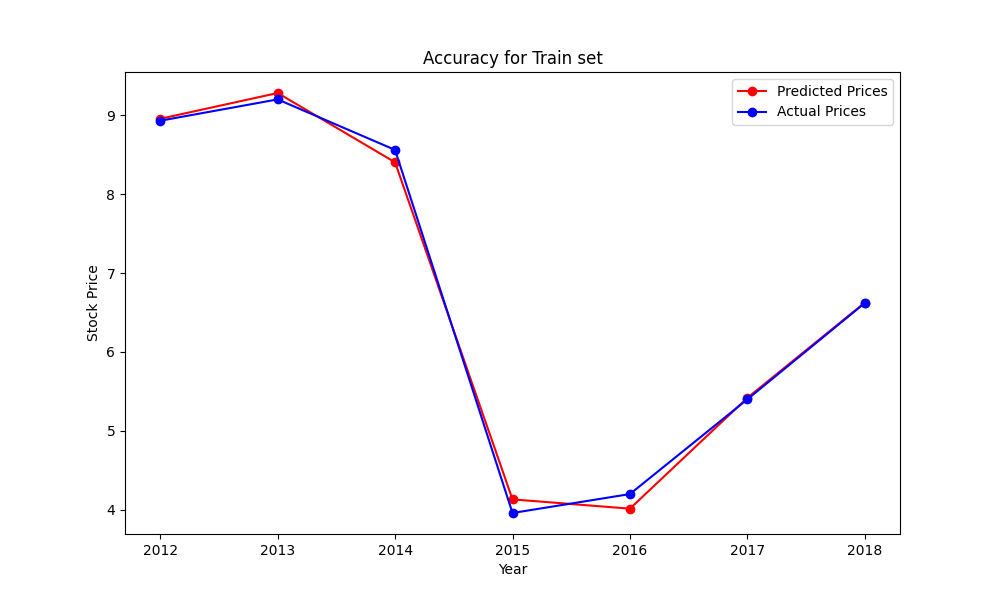 Accuracy for Train set
Predicted Prices
Actual Prices
Stock Price
9
8
7
6
5
4
2012 2013 2014 2015 2016 2017 2018
Year